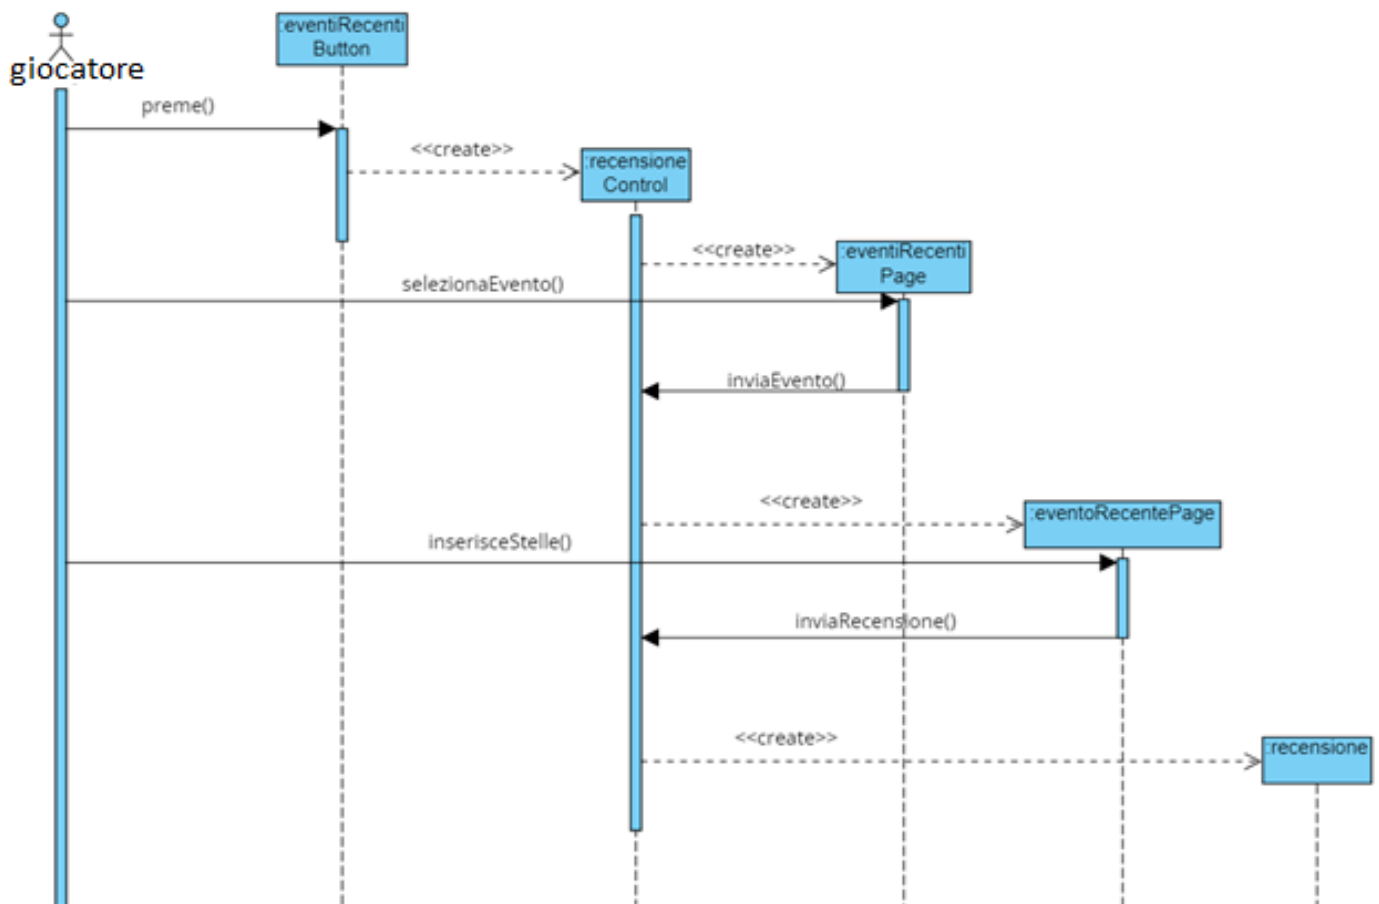 :eventiRecenti
Button
giocatore
preme()
<<create>>
:recensione
Control
<<create>>
:eventiRecenti
Page
selezionaEvento()
inviaEvento()
<<create>>
:eventoRecentePage
inserisceStelle()
inviaRecensione()
<<create>>
:recensione